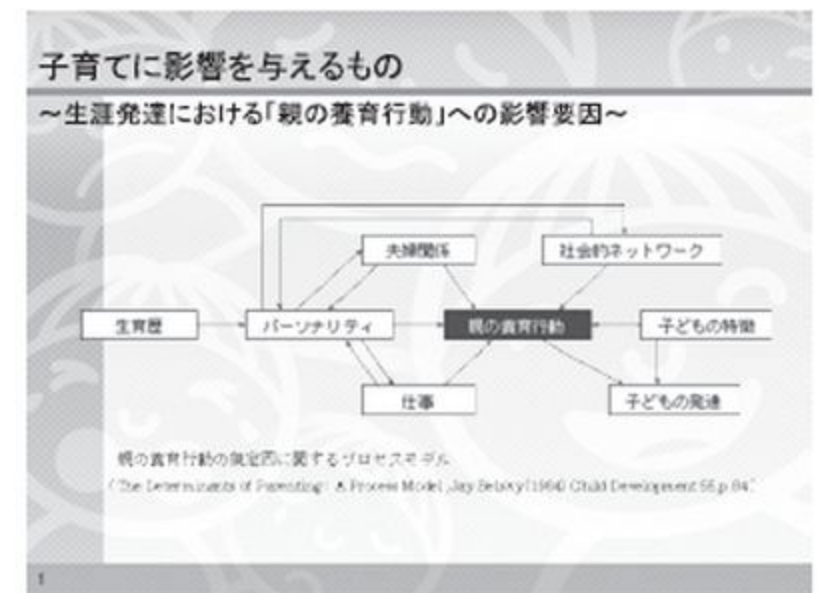 子育てに影響を与えるもの
～生涯発達における「親の養育行動」への影響要因～
夫婦関係
社会的ネットワーク
生育歴
パーソナリティ
親の養育行動
子どもの特徴
仕事
子どもの発達
親の養育行動の規定因に関するプロセスモデル
(The Determinants of Parenting: A Process Model, Jay Belsky (1984) Child Development 55, p.84)
1